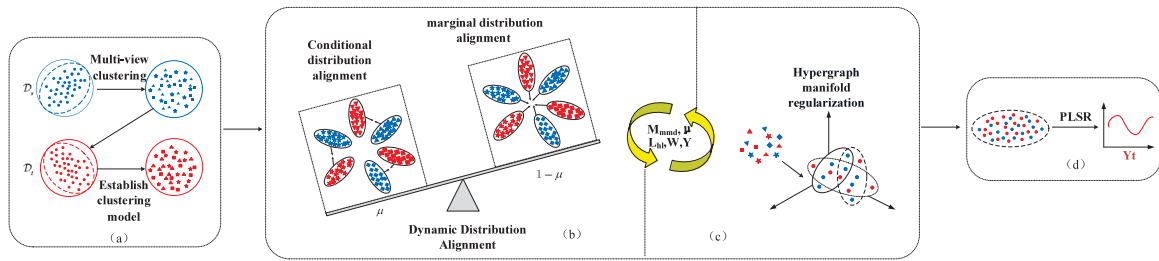 Multi-view
clustering
𝒟s
𝒟t
Establish
clustering
model
(a)
Conditional
distribution
alignment
marginal distribution
alignment
μ
1 − μ
Dynamic Distribution
Alignment
(b)
Mmmd, μ
Lhl,W,Y
(c)
Hypergraph
manifold
regularization
PLSR
Yt
(d)